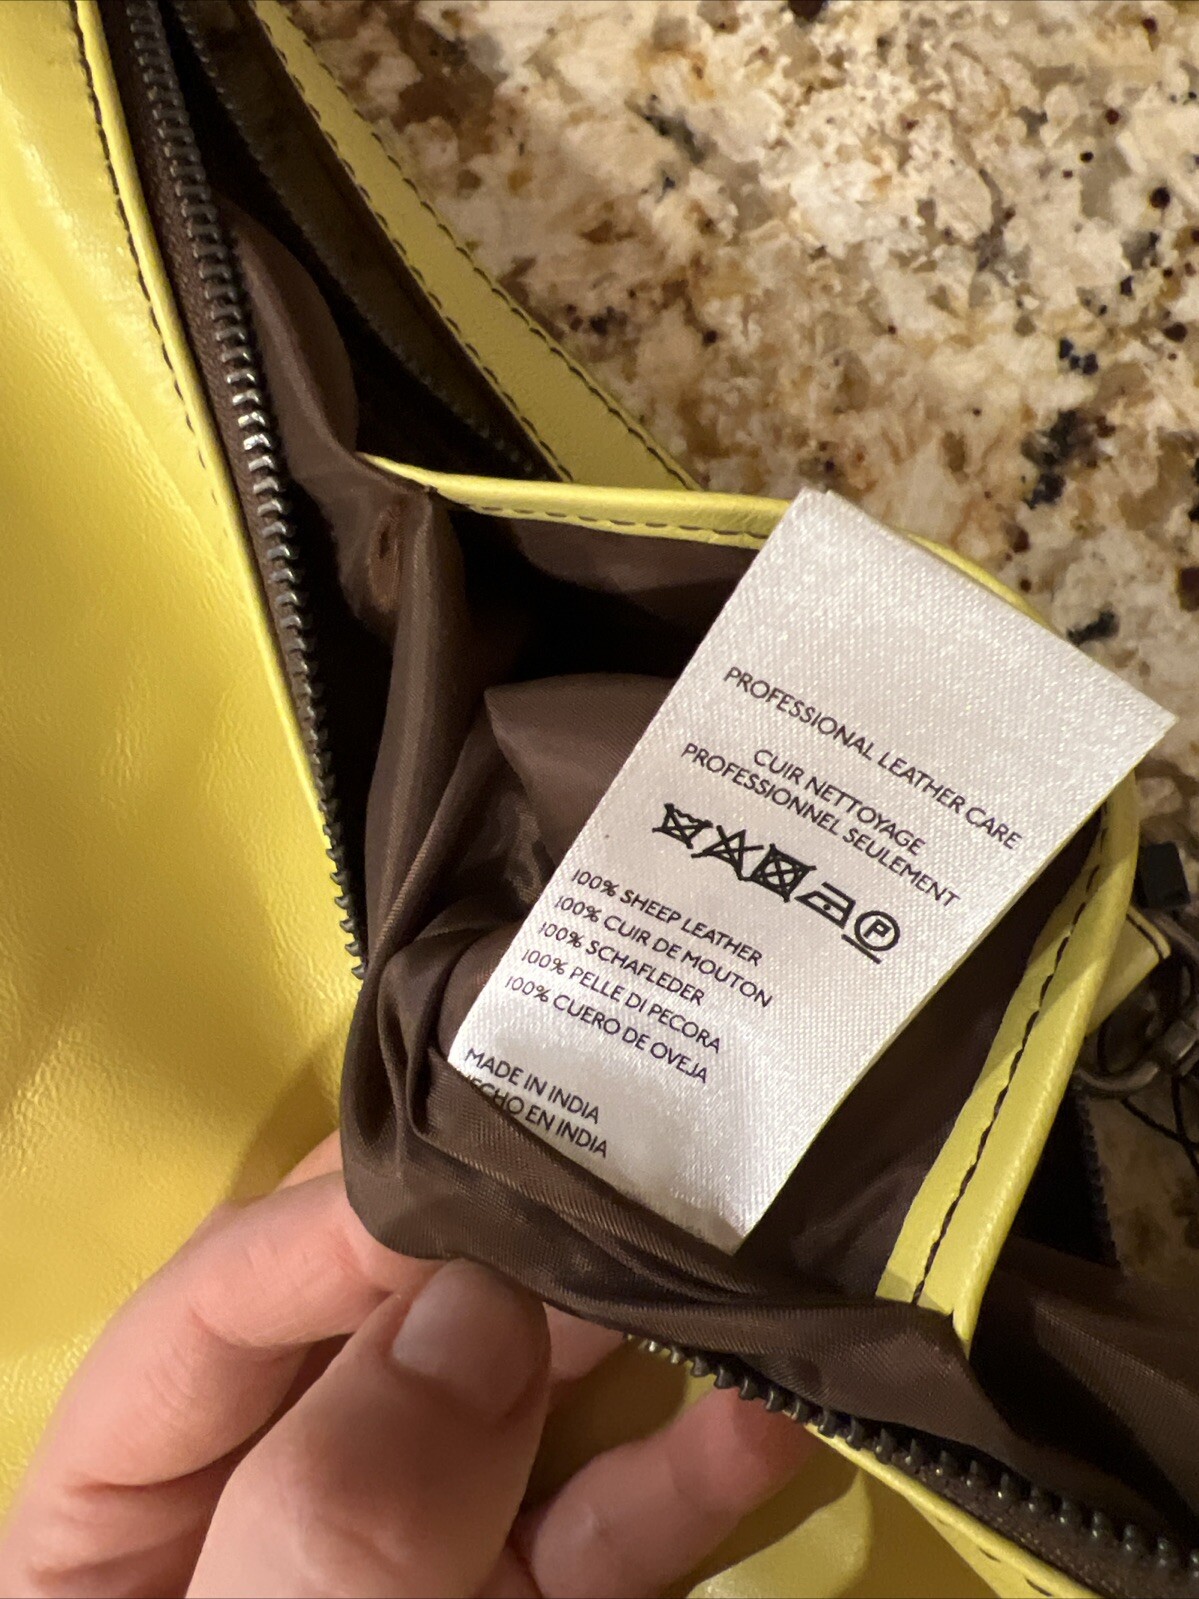 PROFESSIONAL LEATHER CARE
CUIR NETTOYAGE
PROFESSIONNEL SEULEMENT
P
100% SHEEP LEATHER
100% CUIR DE MOUTON
100% SCHAFLEDER
100% PELLE DI PECORA
100% CUERO DE OVEJA
MADE IN INDIA
HECHO EN INDIA